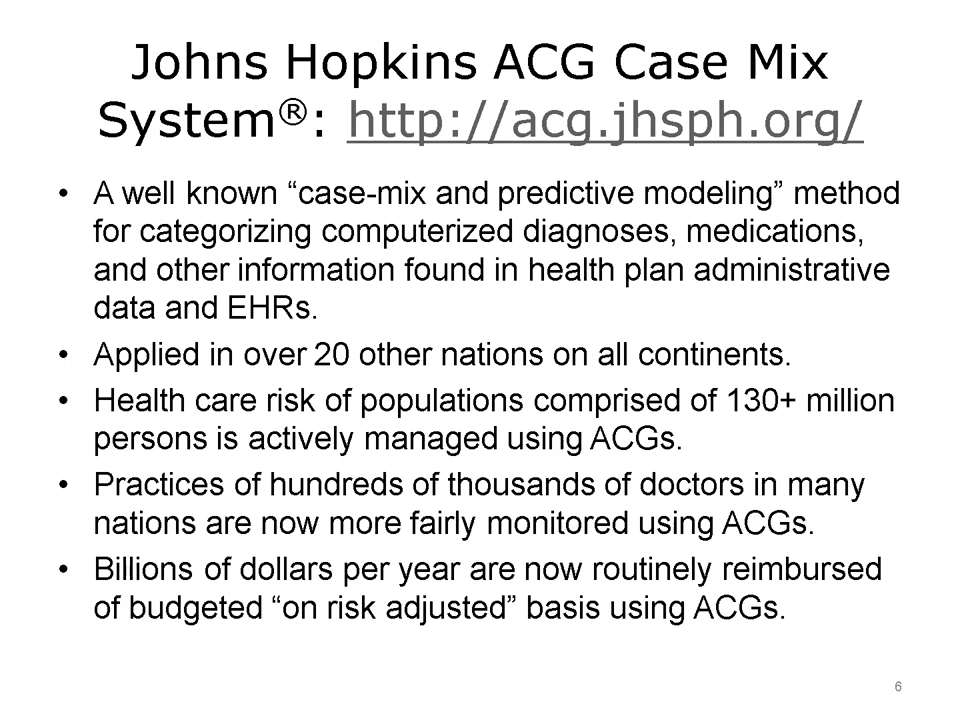 Johns Hopkins ACG Case Mix
System®: http://acg.jhsph.org/
• A well known “case-mix and predictive modeling” method
for categorizing computerized diagnoses, medications,
and other information found in health plan administrative
data and EHRs.
• Applied in over 20 other nations on all continents.
• Health care risk of populations comprised of 130+ million
persons is actively managed using ACGs.
• Practices of hundreds of thousands of doctors in many
nations are now more fairly monitored using ACGs.
• Billions of dollars per year are now routinely reimbursed
of budgeted “on risk adjusted” basis using ACGs.
6